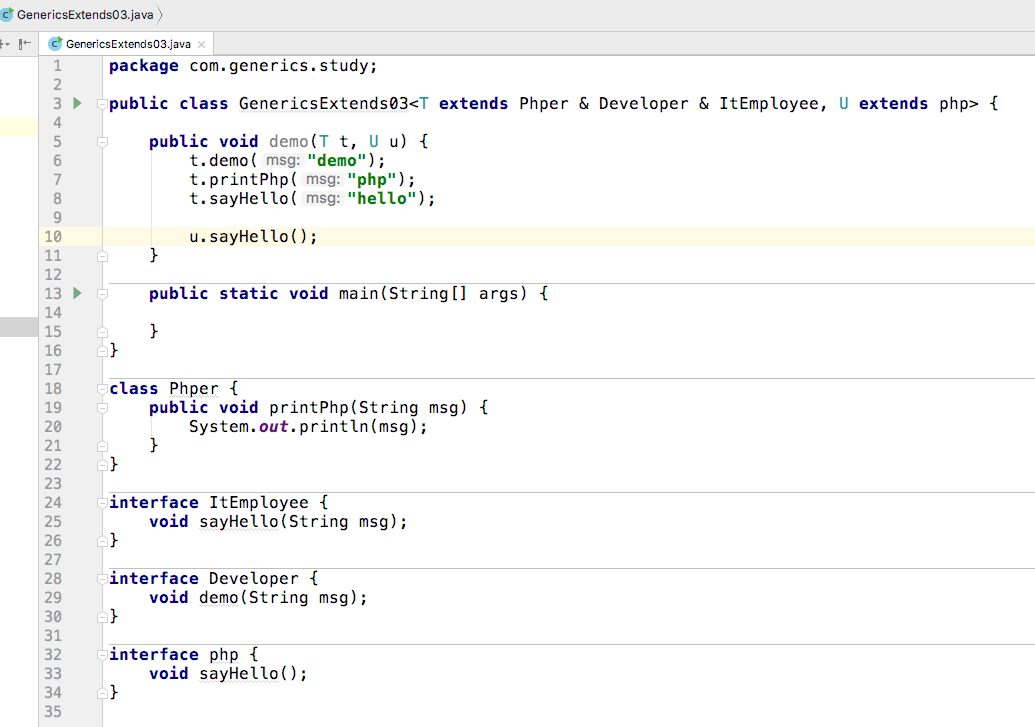 GenericsExtends03.java
GenericsExtends03.java
1 package com.generics.study;
2
3 public class GenericsExtends03<T extends Phper & Developer & ItEmployee, U extends php> {
4
5 public void demo(T t, U u) {
6 t.demo( msg: "demo");
7 t.printPhp( msg: "php");
8 t.sayHello( msg: "hello");
9
10 u.sayHello();
11 }
12
13 public static void main(String[] args) {
14
15 }
16 }
17
18 class Phper {
19 public void printPhp(String msg) {
20 System.out.println(msg);
21 }
22 }
23
24 interface ItEmployee {
25 void sayHello(String msg);
26 }
27
28 interface Developer {
29 void demo(String msg);
30 }
31
32 interface php {
33 void sayHello();
34 }
35